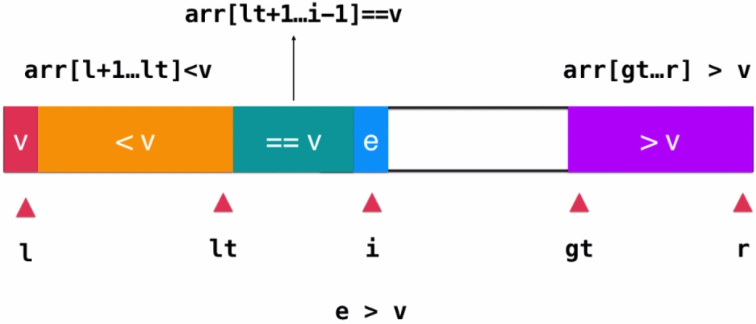 arr[lt+1…i-1]==v
arr[l+1…lt]<v
arr[gt…r] > v
v
< v
== v
e
> v
l
lt
i
gt
r
e > v